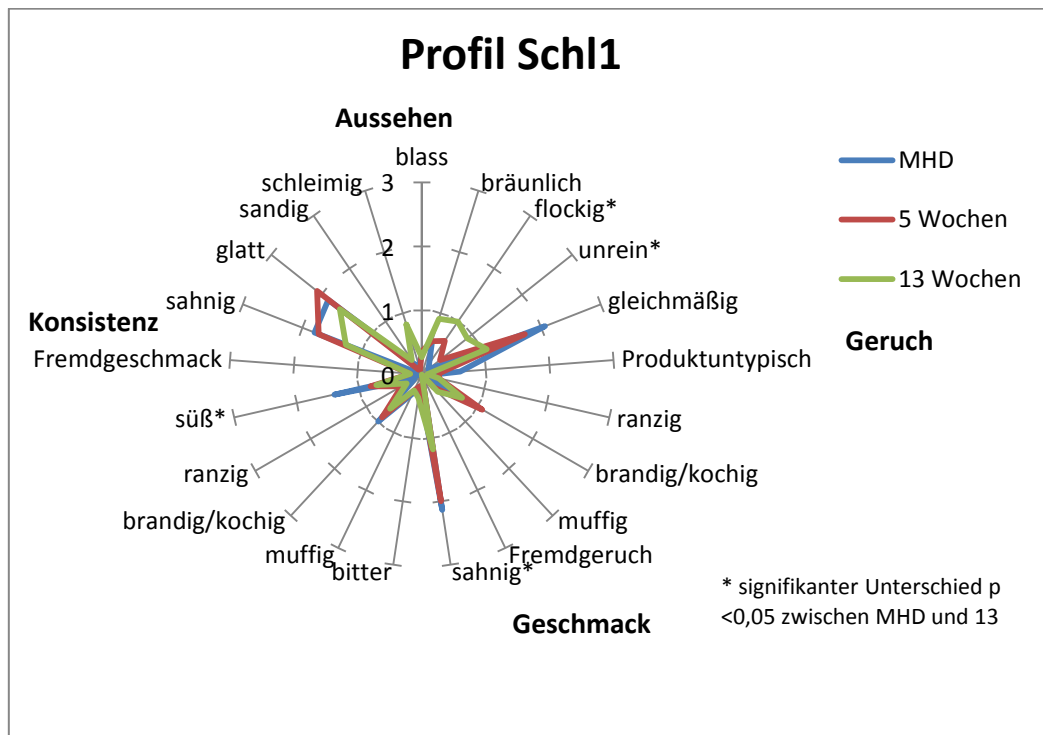 Profil Schl1
Aussehen
blass
bräunlich
flockig*
unrein*
gleichmäßig
Geruch
Produktuntypisch
ranzig
brandig/kochig
muffig
Fremdgeruch
sahnig*
Geschmack
bitter
muffig
brandig/kochig
ranzig
süß*
Fremdgeschmack
Konsistenz
sahnig
glatt
sandig
schleimig
3
2
1
0
MHD
5 Wochen
13 Wochen
* signifikanter Unterschied p
<0,05 zwischen MHD und 13